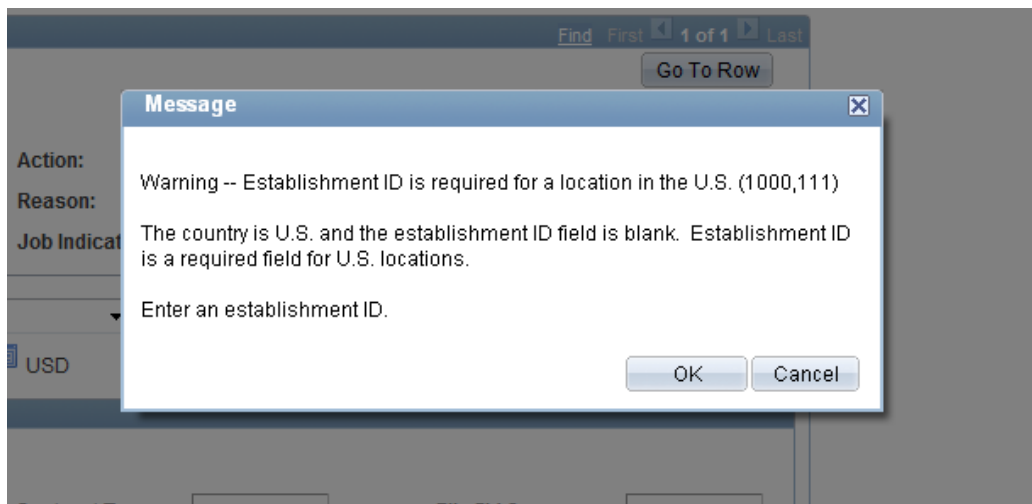 Find First 1 of 1 Last
Go To Row
Message
Action:
Warning -- Establishment ID is required for a location in the U.S. (1000,111)
Reason:
Job Indicat
The country is U.S. and the establishment ID field is blank. Establishment ID
is a required field for U.S. locations.
Enter an establishment ID.
USD
OK Cancel